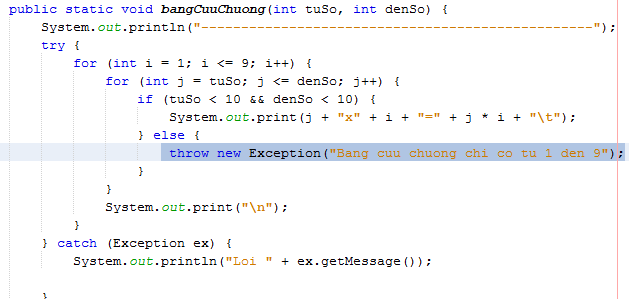 public static void bangCuuChuong(int tuSo, int denSo) {
    System.out.println("-------------------------------------------------");
    try {
        for (int i = 1; i <= 9; i++) {
            for (int j = tuSo; j <= denSo; j++) {
                if (tuSo < 10 && denSo < 10) {
                    System.out.print(j + "x" + i + "=" + j * i + "\t");
                } else {
                    throw new Exception("Bang cuu chuong chi co tu 1 den 9");
                }
            }
            System.out.print("\n");
        }
    } catch (Exception ex) {
        System.out.println("Loi " + ex.getMessage());

    }